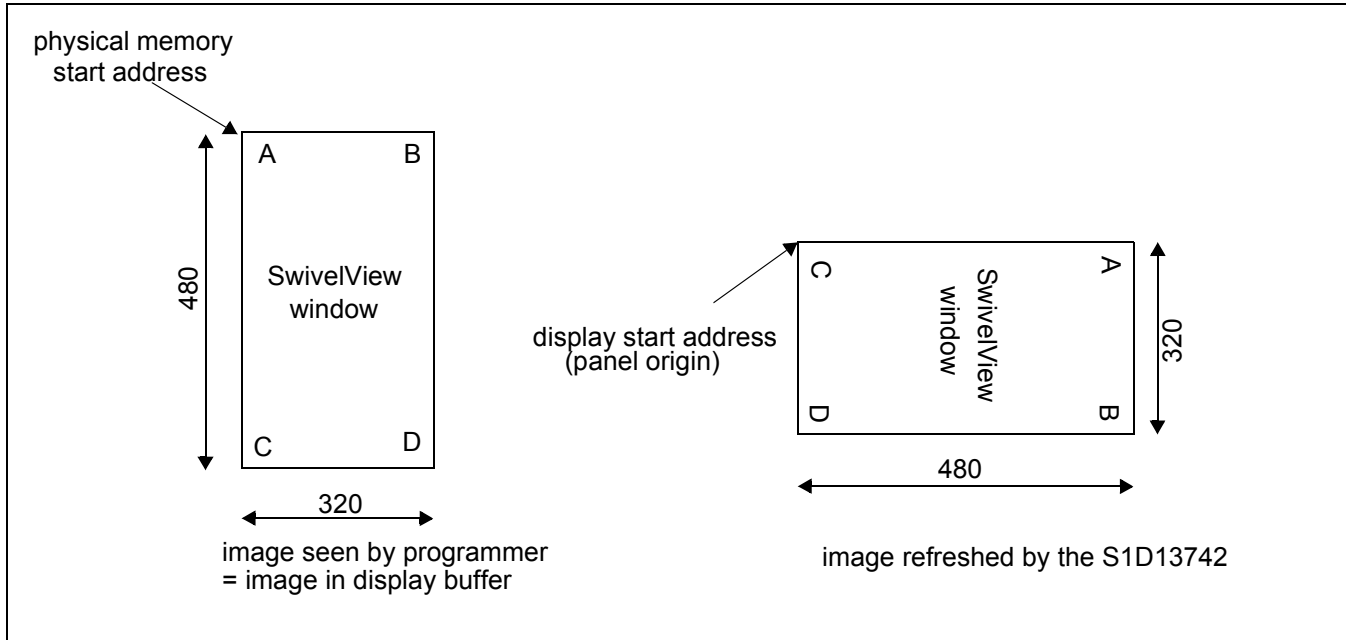 physical memory
start address
A B
480
SwivelView
window
C D
320
image seen by programmer
= image in display buffer
display start address
(panel origin)
C A
SwivelView
window
D B
320
480
image refreshed by the S1D13742